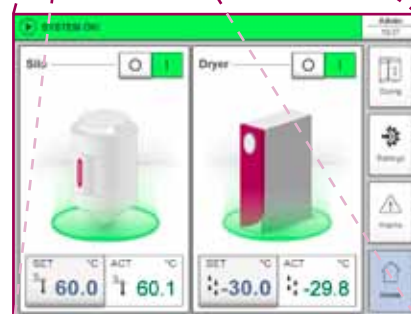 SYSTEM OK!
Admin
Silo
Dryer
Dosing
Settings
Alarms
SET °C ACT °C
60.0 60.1
SET °C ACT °C
-30.0 -29.8